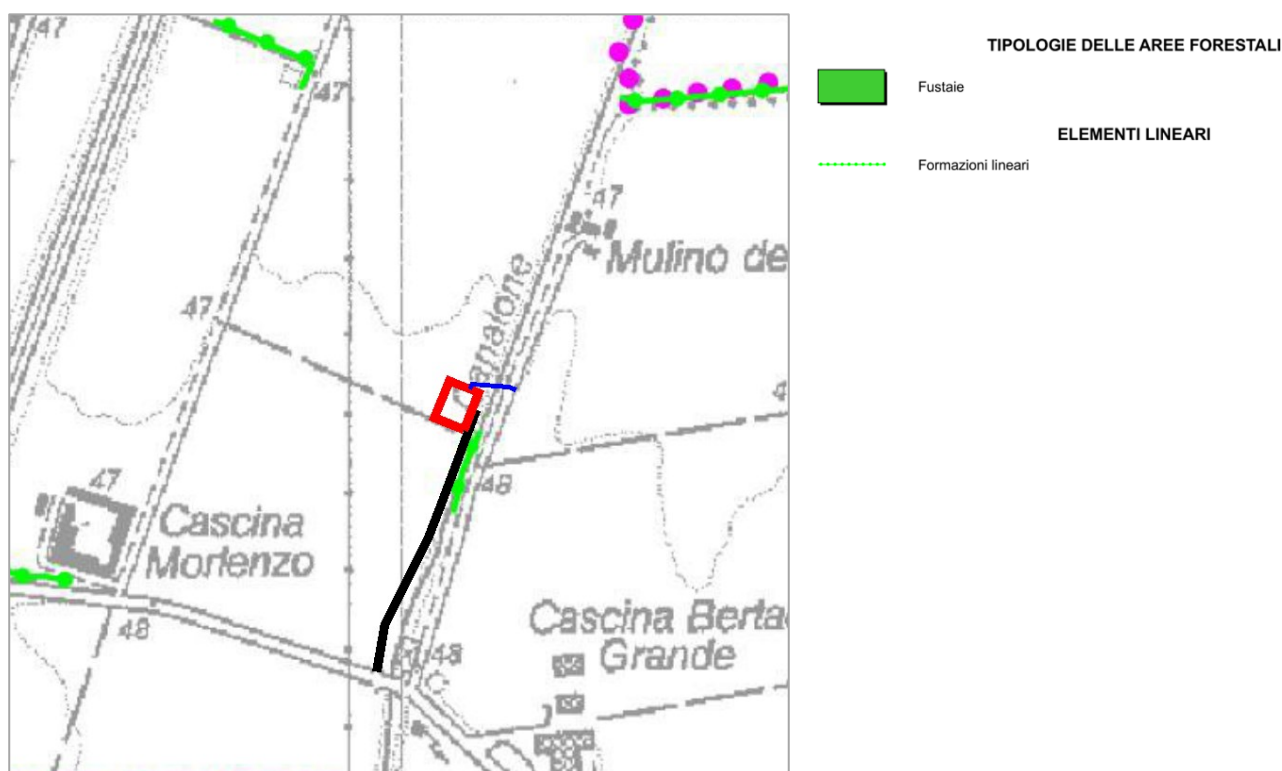 TIPOLOGIE DELLE AREE FORESTALI
Fustaie
ELEMENTI LINEARI
Formazioni lineari
47
47
47
Mulino de
47
Canalone
4
47
Cascina
Morlenzo
48
48
Cascina Berta
Grande
48